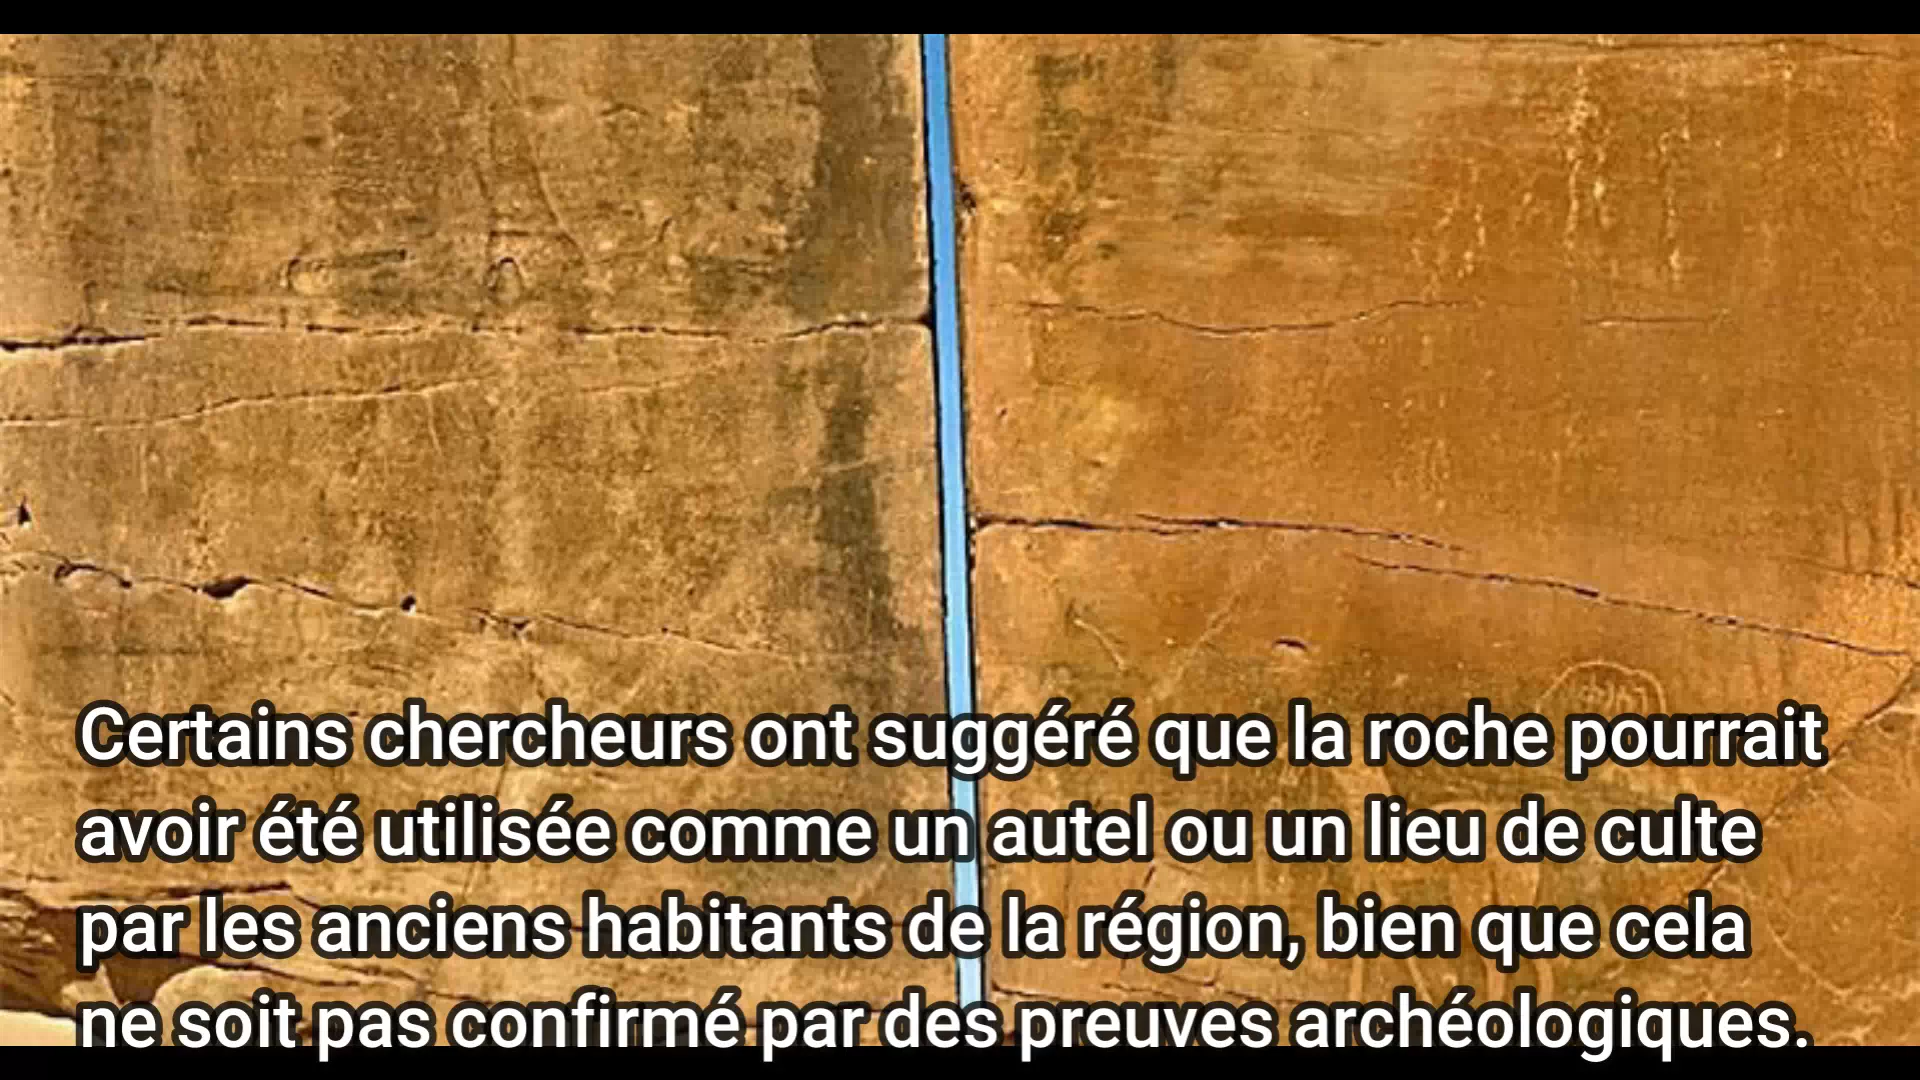 Certains chercheurs ont suggéré que la roche pourrait
avoir été utilisée comme un autel ou un lieu de culte
par les anciens habitants de la région, bien que cela
ne soit pas confirmé par des preuves archéologiques.